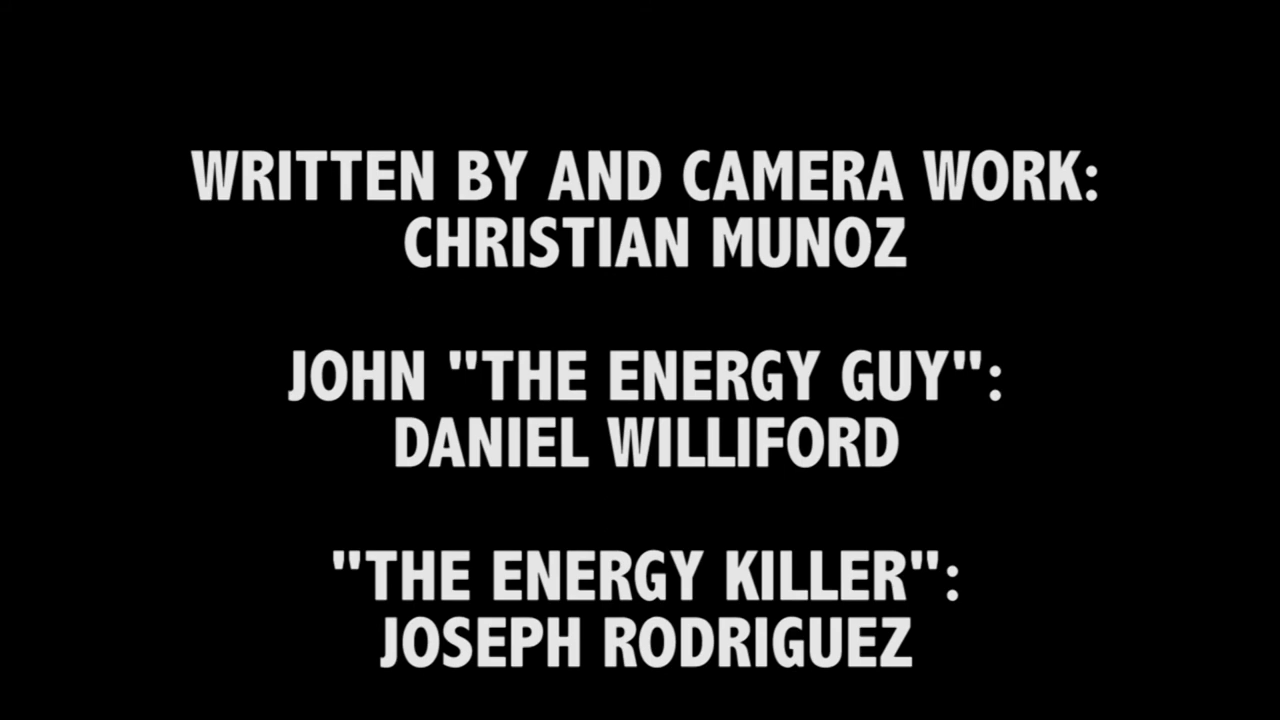 WRITTEN BY AND CAMERA WORK:
CHRISTIAN MUNOZ
JOHN "THE ENERGY GUY":
DANIEL WILLIFORD
"THE ENERGY KILLER":
JOSEPH RODRIGUEZ